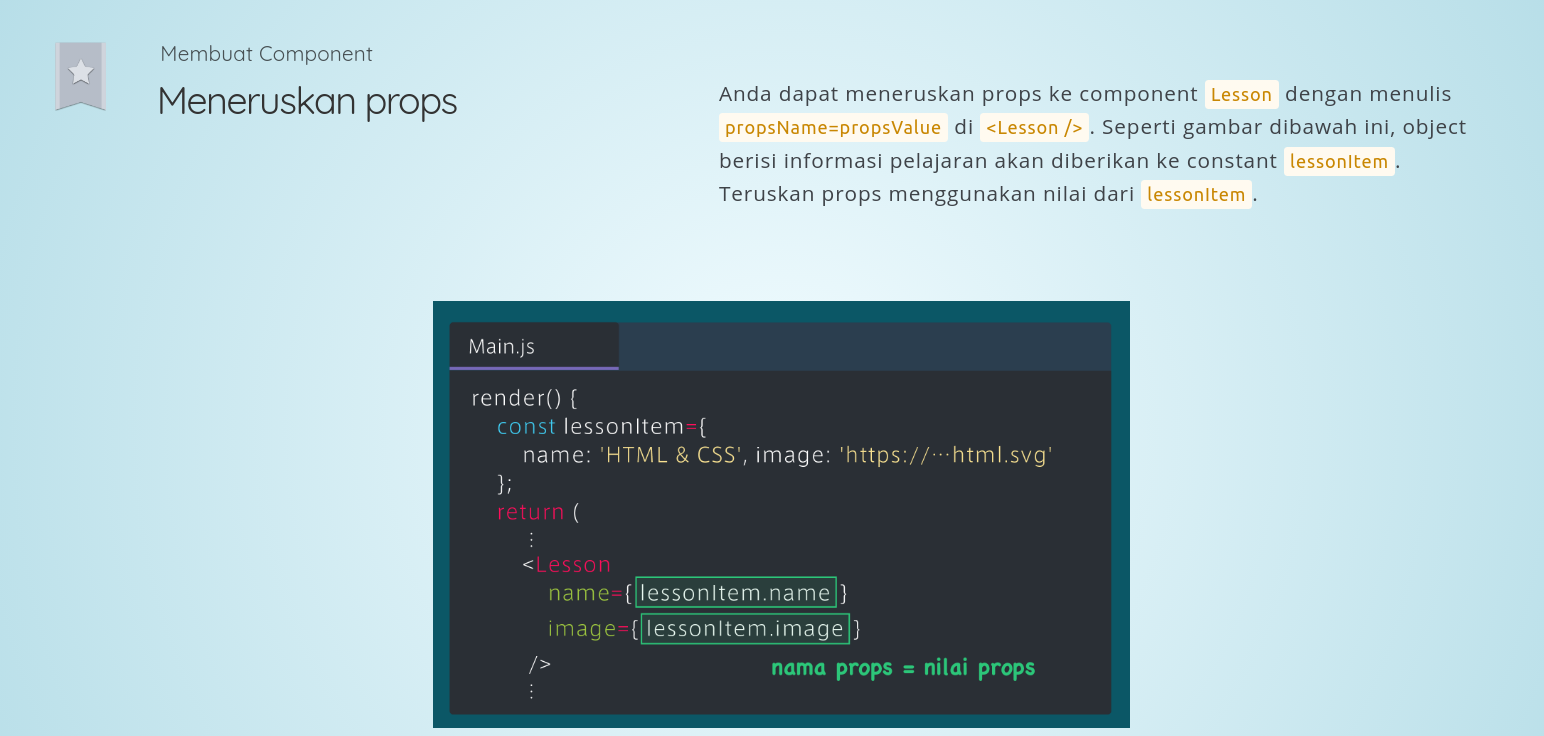 Membuat Component
Meneruskan props
Anda dapat meneruskan props ke component Lesson dengan menulis
propsName=propsValue di <Lesson />. Seperti gambar dibawah ini, object
berisi informasi pelajaran akan diberikan ke constant lessonItem.
Teruskan props menggunakan nilai dari lessonItem.
Main.js
render() {
const lessonItem={
name: 'HTML & CSS', image: 'https://···html.svg'
};
return (
⋮
<Lesson
name={lessonItem.name}
image={lessonItem.image}
/>
nama props = nilai props
⋮